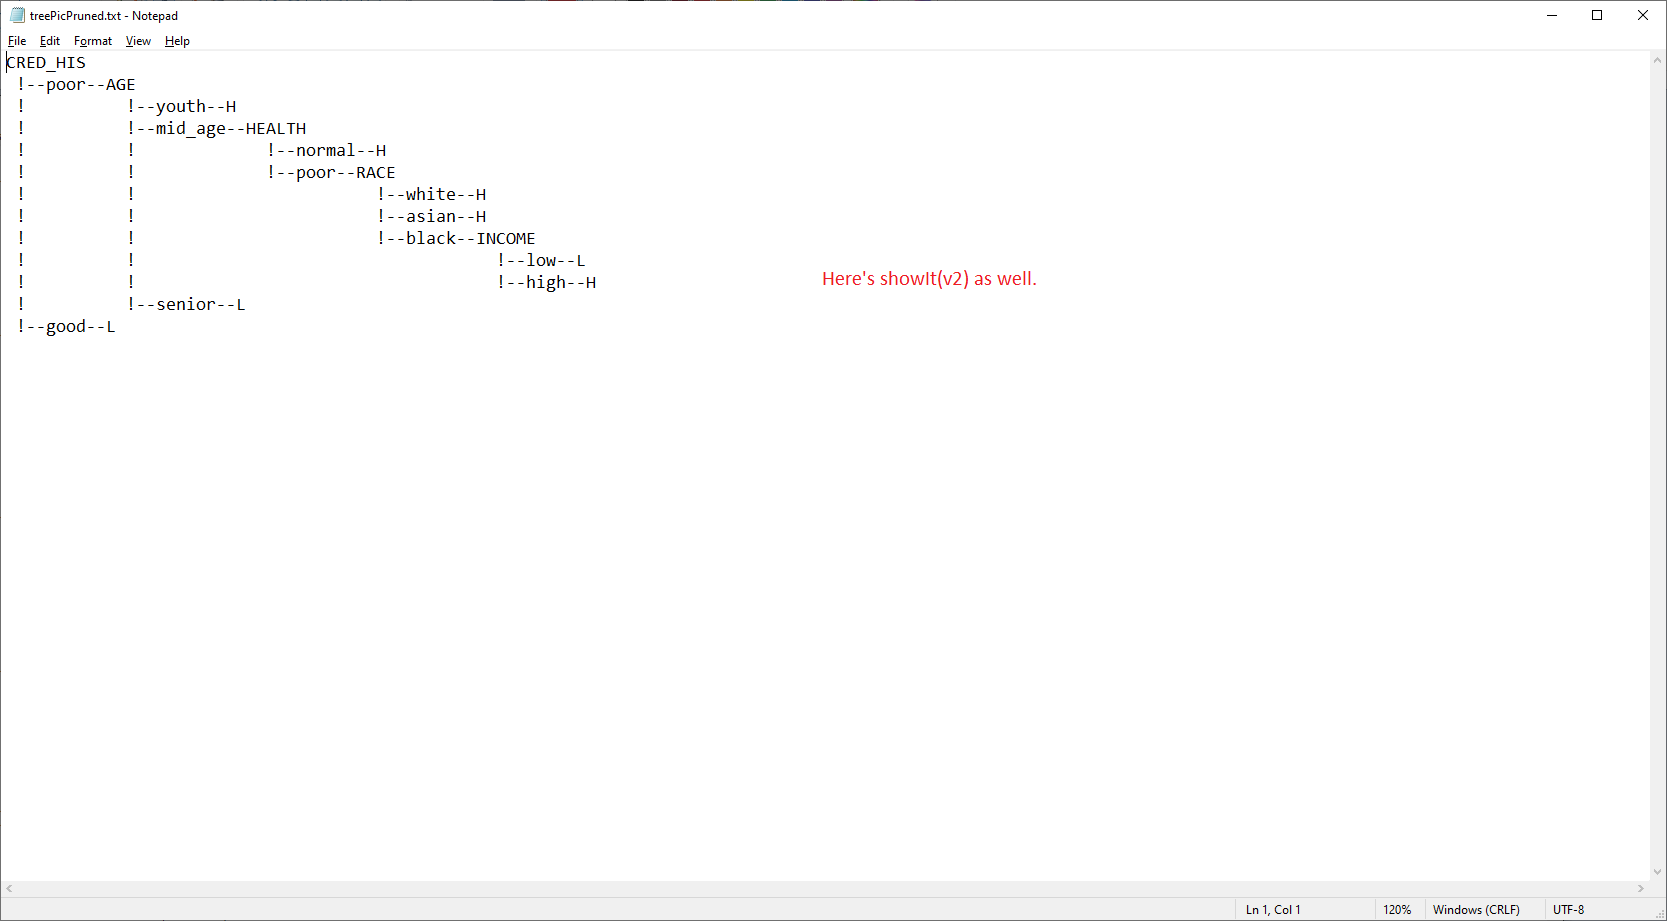 treePicPruned.txt - Notepad
File Edit Format View Help
CRED_HIS
 !--poor--AGE
 !          !--youth--H
 !          !--mid_age--HEALTH
 !          !             !--normal--H
 !          !             !--poor--RACE
 !          !                        !--white--H
 !          !                        !--asian--H
 !          !                        !--black--INCOME
 !          !                                    !--low--L
 !          !                                    !--high--H
Here's showIt(v2) as well.
 !          !--senior--L
 !--good--L
Ln 1, Col 1 120% Windows (CRLF) UTF-8